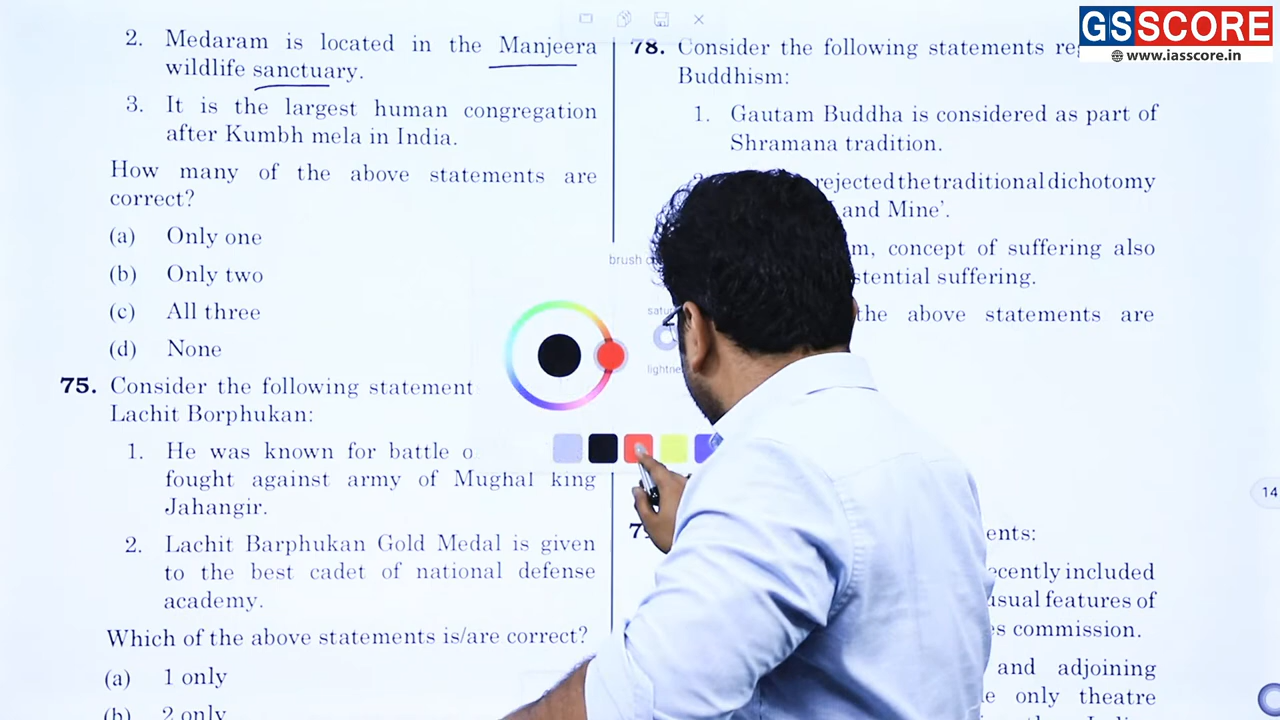 GSSCORE
www.iasscore.in
2. Medaram is located in the Manjeera
wildlife sanctuary.
3. It is the largest human congregation
after Kumbh mela in India.
How many of the above statements are
correct?
(a) Only one
(b) Only two
(c) All three
(d) None
75. Consider the following statement
Lachit Borphukan:
1. He was known for battle o
fought against army of Mughal king
Jahangir.
2. Lachit Barphukan Gold Medal is given
to the best cadet of national defense
academy.
Which of the above statements is/are correct?
(a) 1 only
(b) 2 only
brush
lightne
78. Consider the following statements
Buddhism:
1. Gautam Buddha is considered as part of
Shramana tradition.
rejected the traditional dichotomy
and Mine'.
concept of suffering also
stential suffering.
the above statements are
ents:
ecently included
usual features of
commission.
and adjoining
only theatre
14